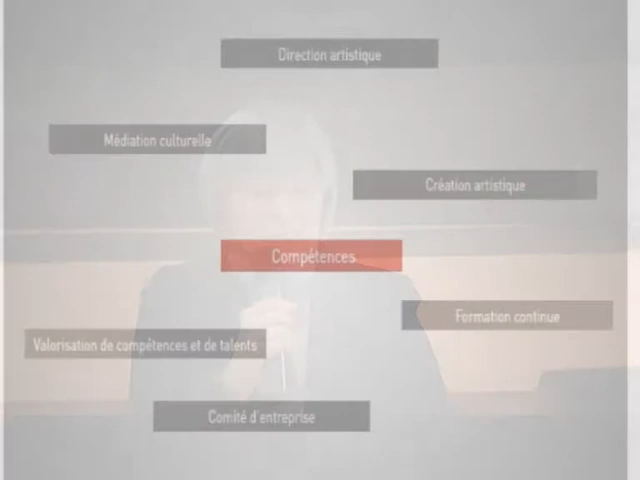 Direction artistique
Médiation culturelle
Création artistique
Compétences
Formation continue
Valorisation de compétences et de talents
Comité d'entreprise